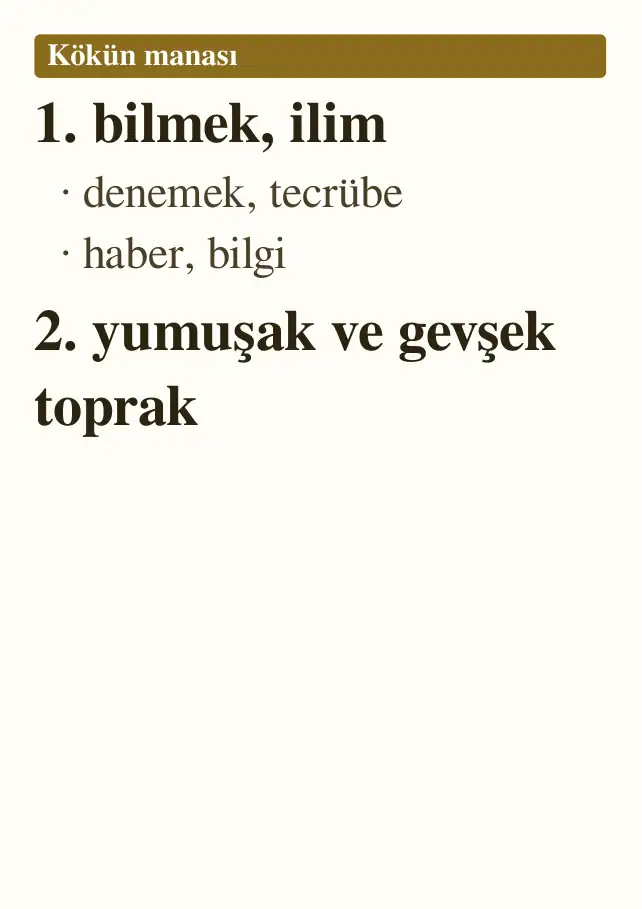 Kökün manası
1. bilmek, ilim
· denemek, tecrübe
· haber, bilgi
2. yumuşak ve gevşek
toprak